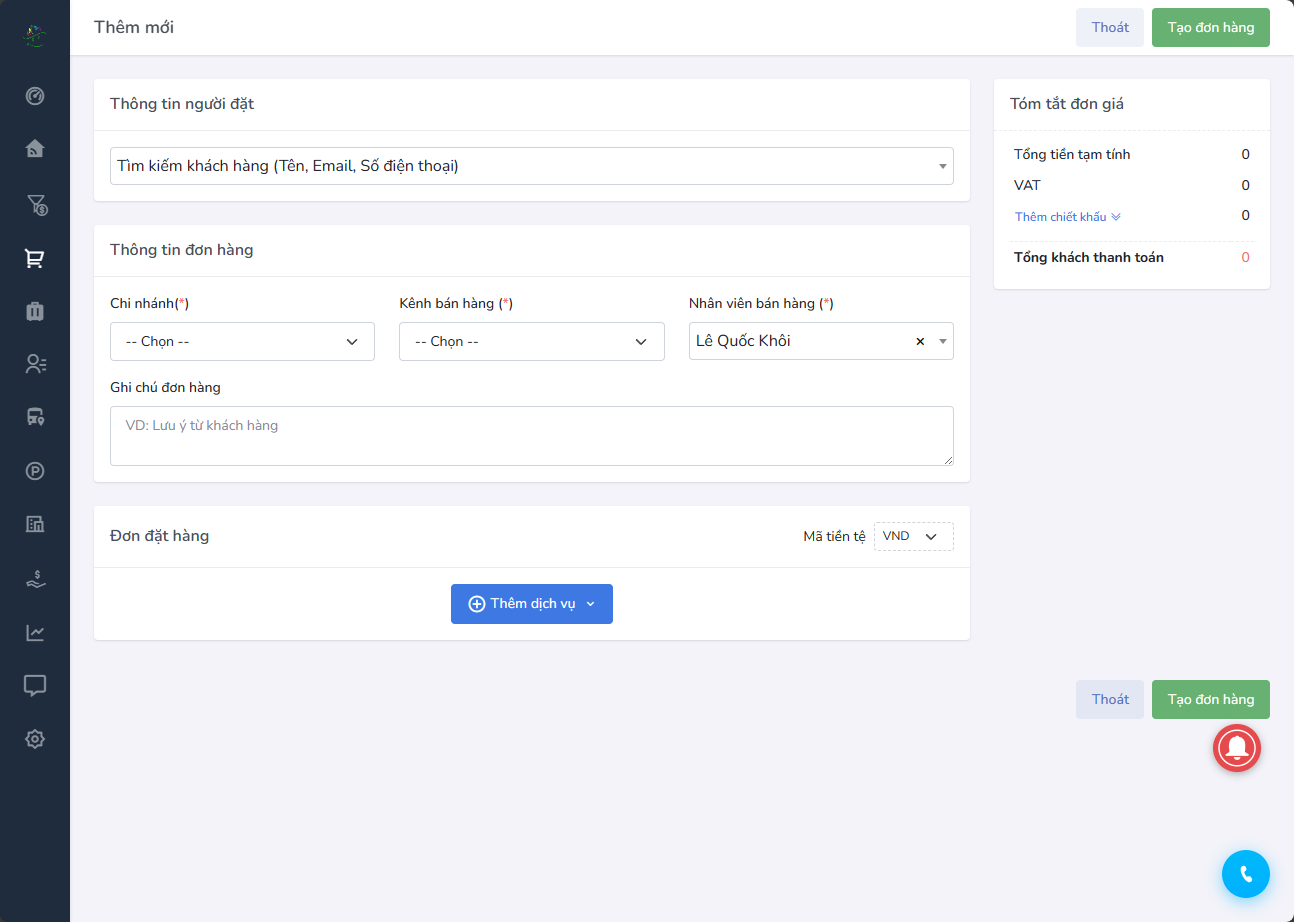 Thêm mới
Thoát
Tạo đơn hàng
Thông tin người đặt
Tìm kiếm khách hàng (Tên, Email, Số điện thoại)
Tóm tắt đơn giá
Tổng tiền tạm tính 0
VAT 0
Thêm chiết khấu 0
Tổng khách thanh toán 0
Thông tin đơn hàng
Chi nhánh(*)
-- Chọn --
Kênh bán hàng (*)
-- Chọn --
Nhân viên bán hàng (*)
Lê Quốc Khôi ×
Ghi chú đơn hàng
VD: Lưu ý từ khách hàng
Đơn đặt hàng
Mã tiền tệ VND
Thêm dịch vụ
Thoát
Tạo đơn hàng